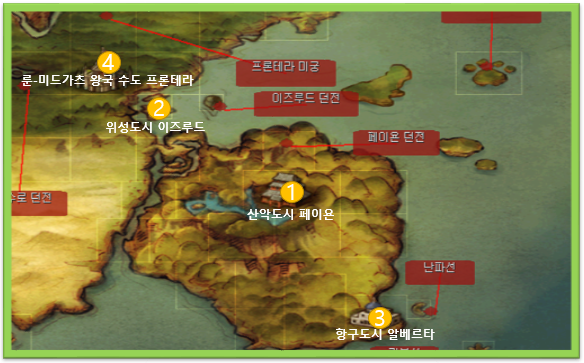 프론테라 미궁
4
룬-미드가츠 왕국 수도 프론테라
2
이즈루드 던전
위성도시 이즈루드
페이욘 던전
1
수로 던전
산악도시 페이욘
난파선
3
항구도시 알베르타